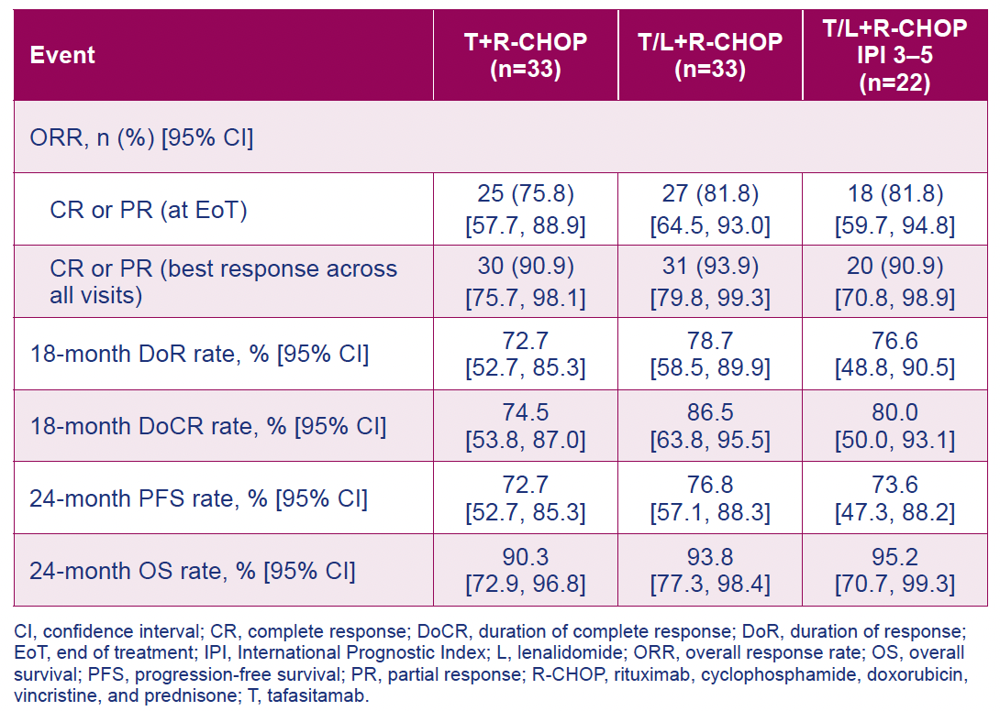 Event
T+R-CHOP
(n=33)
T/L+R-CHOP
(n=33)
T/L+R-CHOP
IPI 3–5
(n=22)
ORR, n (%) [95% CI]
CR or PR (at EoT)
25 (75.8)
[57.7, 88.9]
27 (81.8)
[64.5, 93.0]
18 (81.8)
[59.7, 94.8]
CR or PR (best response across
all visits)
30 (90.9)
[75.7, 98.1]
31 (93.9)
[79.8, 99.3]
20 (90.9)
[70.8, 98.9]
18-month DoR rate, % [95% CI]
72.7
[52.7, 85.3]
78.7
[58.5, 89.9]
76.6
[48.8, 90.5]
18-month DoCR rate, % [95% CI]
74.5
[53.8, 87.0]
86.5
[63.8, 95.5]
80.0
[50.0, 93.1]
24-month PFS rate, % [95% CI]
72.7
[52.7, 85.3]
76.8
[57.1, 88.3]
73.6
[47.3, 88.2]
24-month OS rate, % [95% CI]
90.3
[72.9, 96.8]
93.8
[77.3, 98.4]
95.2
[70.7, 99.3]
CI, confidence interval; CR, complete response; DoCR, duration of complete response; DoR, duration of response;
EoT, end of treatment; IPI, International Prognostic Index; L, lenalidomide; ORR, overall response rate; OS, overall
survival; PFS, progression-free survival; PR, partial response; R-CHOP, rituximab, cyclophosphamide, doxorubicin,
vincristine, and prednisone; T, tafasitamab.